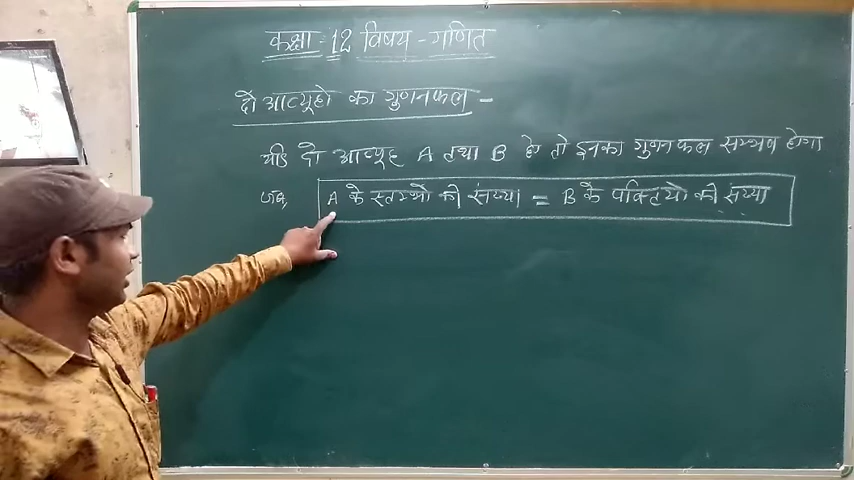 कक्षा - 12 विषय - गणित
दो आव्यूहो का गुणनफल -
यदि दो आव्यूह A तथा B हो तो इनका गुणनफल सम्भव होगा
जब, A के स्तम्भो की संख्या = B के पंक्तियो की संख्या